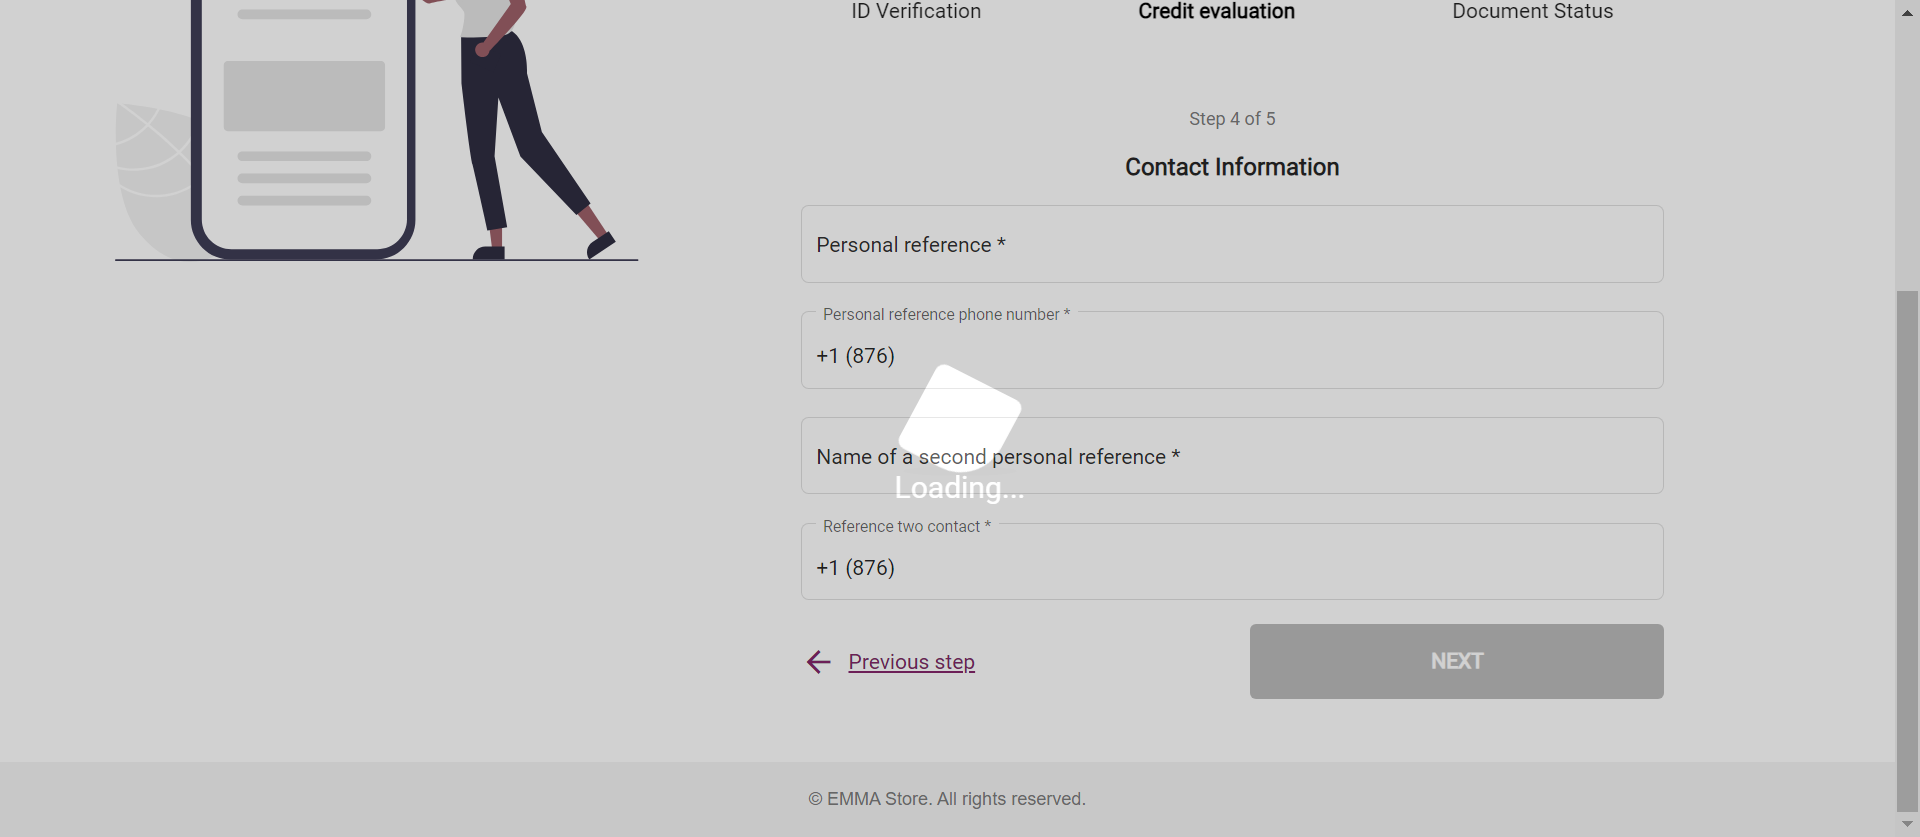 ID Verification
Credit evaluation
Document Status
Step 4 of 5
Contact Information
Personal reference *
Personal reference phone number *
+1 (876)
Name of a second personal reference *
Loading...
Reference two contact *
+1 (876)
Previous step
NEXT
© EMMA Store. All rights reserved.